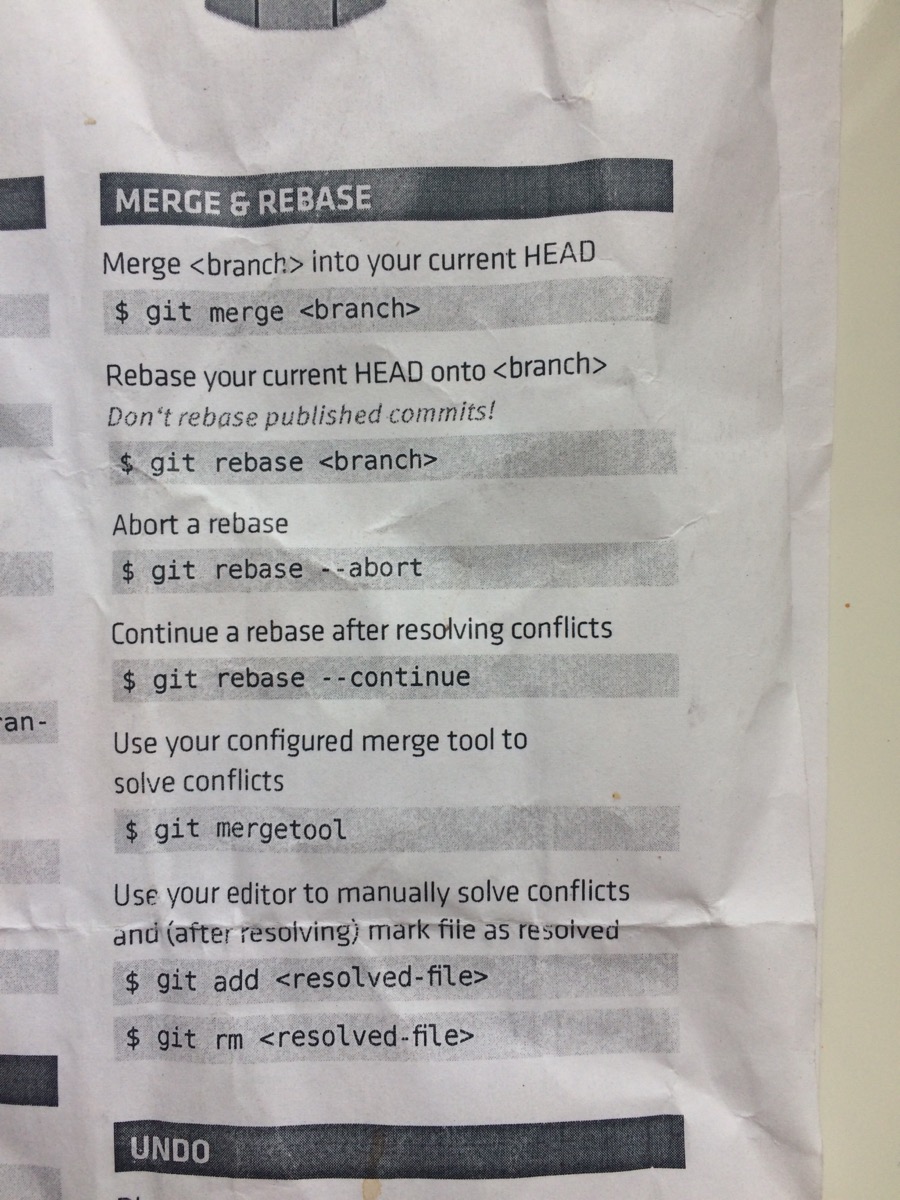 MERGE & REBASE
Merge <branch> into your current HEAD
$ git merge <branch>
Rebase your current HEAD onto <branch>
Don't rebase published commits!
$ git rebase <branch>
Abort a rebase
$ git rebase --abort
Continue a rebase after resolving conflicts
$ git rebase --continue
ran-
Use your configured merge tool to
solve conflicts
$ git mergetool
Use your editor to manually solve conflicts
and (after resolving) mark file as resolved
$ git add <resolved-file>
$ git rm <resolved-file>
UNDO